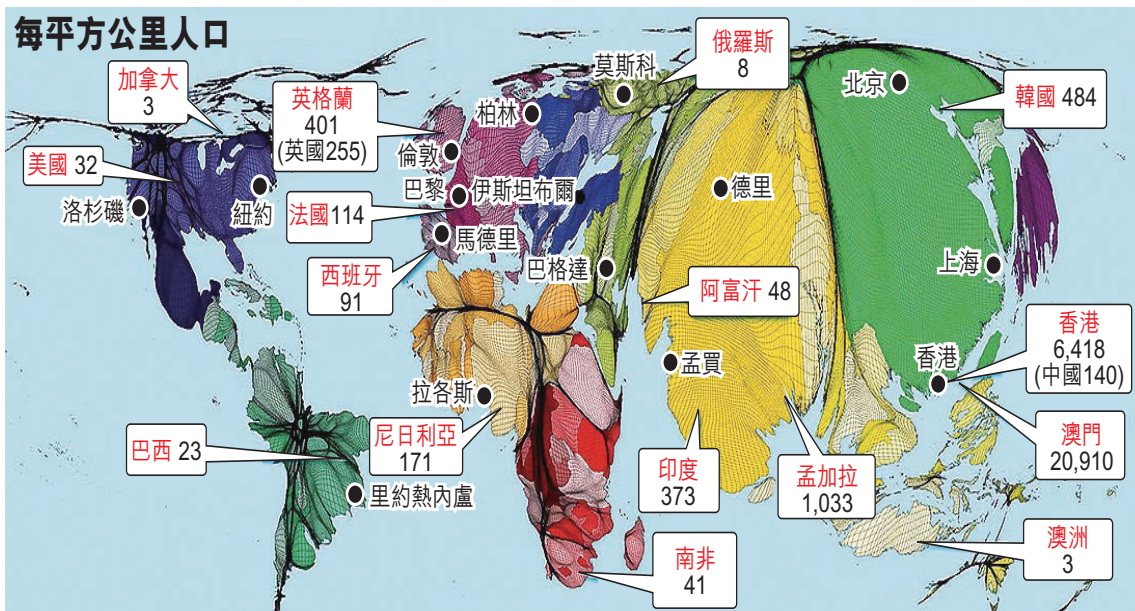 每平方公里人口
加拿大
3
美國 32
洛杉磯
紐約
英格蘭
401
(英國255)
倫敦
柏林
莫斯科
俄羅斯
8
北京
韓國 484
巴黎
伊斯坦布爾
法國114
馬德里
西班牙
91
巴格達
德里
阿富汗 48
上海
孟買
香港
香港
6,418
(中國140)
澳門
20,910
拉各斯
尼日利亞
171
巴西 23
里約熱內盧
印度
373
孟加拉
1,033
南非
41
澳洲
3